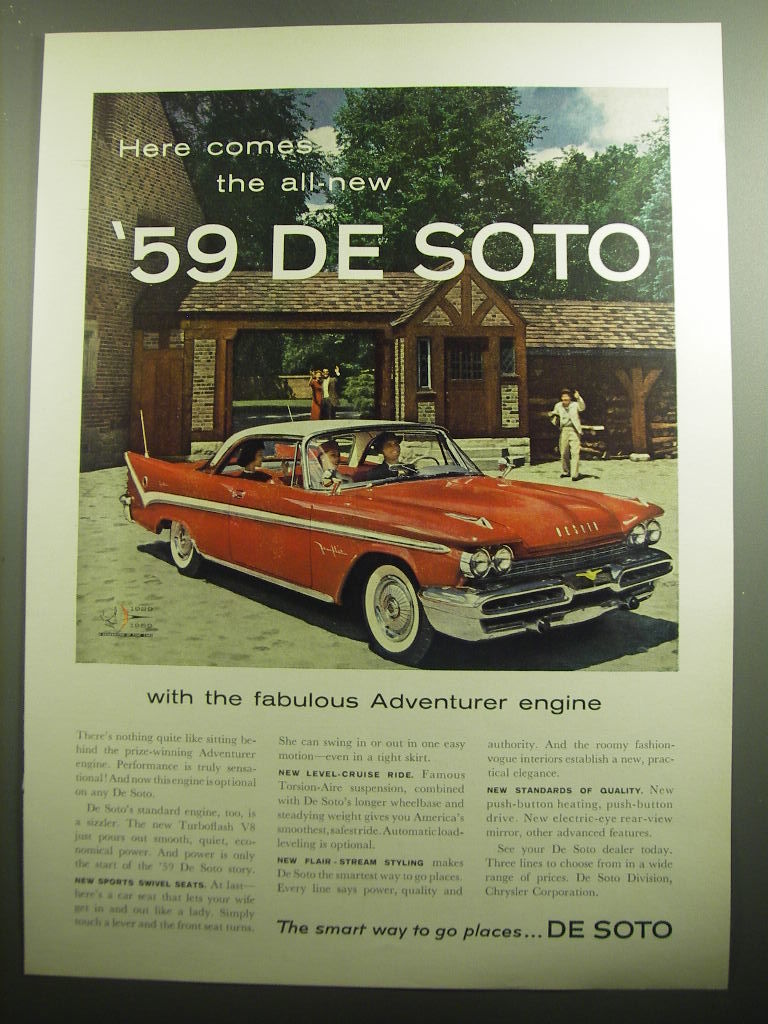 Here comes
the all-new
'59 DE SOTO
DESOTO
1929
1959
with the fabulous Adventurer engine
There's nothing quite like sitting be-
hind the prize-winning Adventurer
engine. Performance is truly sensa-
tional! And now this engine is optional
on any De Soto.
De Soto's standard engine, too, is
a sizzler. The new Turboflash V8
just pours out smooth, quiet, eco-
nomical power. And power is only
the start of the '59 De Soto story.
NEW SPORTS SWIVEL SEATS. At last—
here's a car seat that lets your wife
get in and out like a lady. Simply
touch a lever and the front seat turns.
She can swing in or out in one easy
motion—even in a tight skirt.
NEW LEVEL-CRUISE RIDE. Famous
Torsion-Aire suspension, combined
with De Soto's longer wheelbase and
steadying weight gives you America's
smoothest, safest ride. Automatic load-
leveling is optional.
NEW FLAIR-STREAM STYLING makes
De Soto the smartest way to go places.
Every line says power, quality and
authority. And the roomy fashion-
vogue interiors establish a new, prac-
tical elegance.
NEW STANDARDS OF QUALITY. New
push-button heating, push-button
drive. New electric-eye rear-view
mirror, other advanced features.
See your De Soto dealer today.
Three lines to choose from in a wide
range of prices. De Soto Division,
Chrysler Corporation.
The smart way to go places... DE SOTO